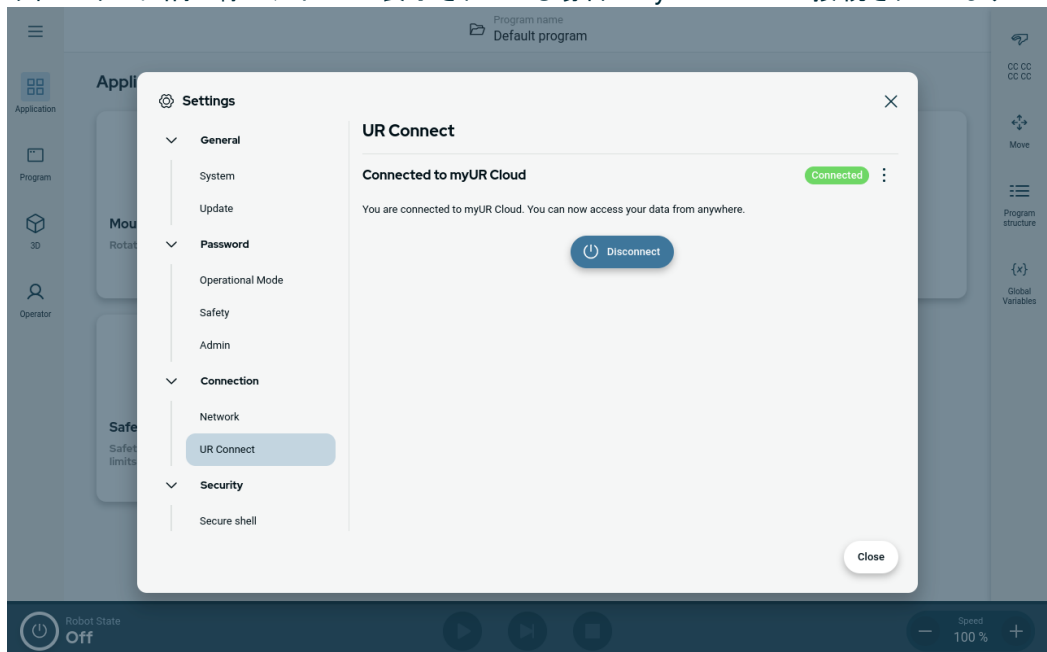 Program name
Default program
Application
Program
3D
Operator
Appli
Mou
Rotat
Safe
Safet
limits
Settings
General
System
Update
Password
Operational Mode
Safety
Admin
Connection
Network
UR Connect
Security
Secure shell
UR Connect
Connected to myUR Cloud
Connected
You are connected to myUR Cloud. You can now access your data from anywhere.
Disconnect
Close
CC CC
CC CC
Move
Program
structure
{x}
Global
Variables
Robot State
Off
Speed
100 %